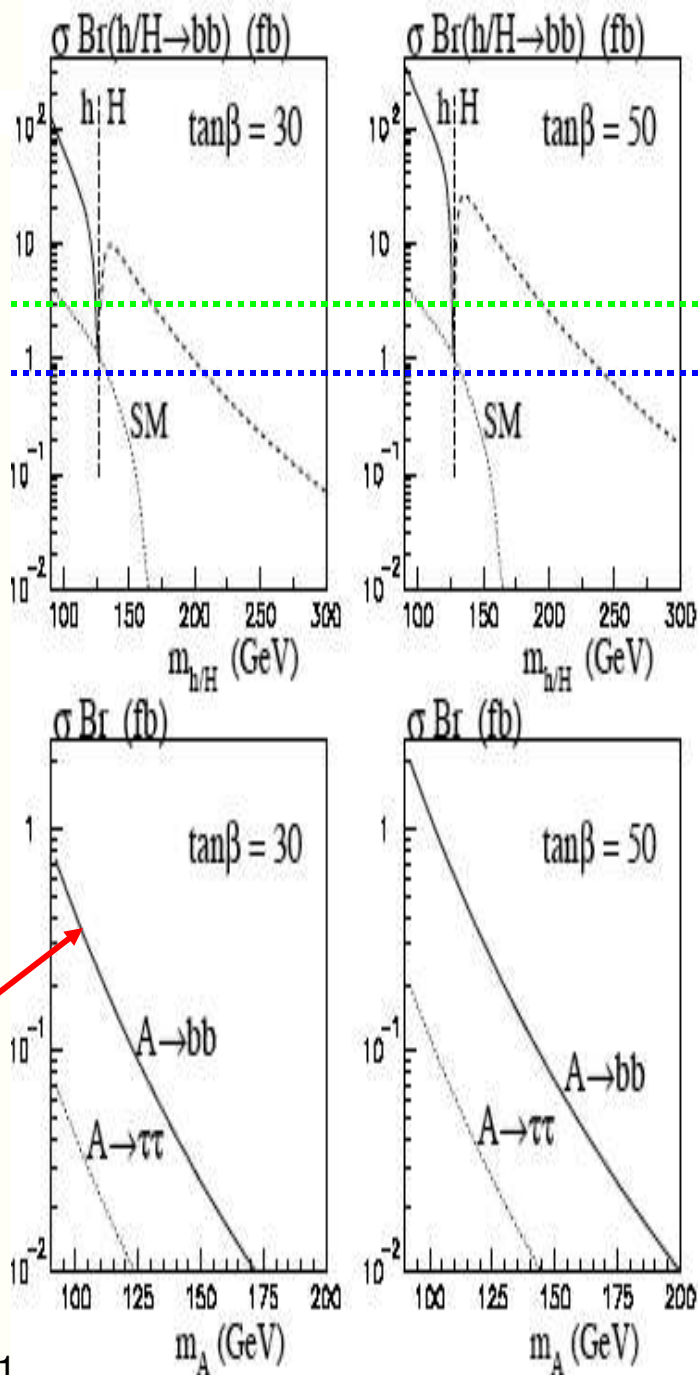 σ Br(h/H→bb) (fb)
σ Br(h/H→bb) (fb)
h H
tanβ = 30
h H
tanβ = 50
10²
10
1
10⁻¹
10⁻²
SM
10²
10
1
10⁻¹
10⁻²
SM
100 150 200 250 300
100 150 200 250 300
m_h/H (GeV)
m_h/H (GeV)
σ Br (fb)
σ Br (fb)
tanβ = 30
tanβ = 50
1
10⁻¹
10⁻²
A→bb
A→ττ
1
10⁻¹
10⁻²
A→bb
A→ττ
100 125 150 175 200
100 125 150 175 200
m_A (GeV)
m_A (GeV)
1